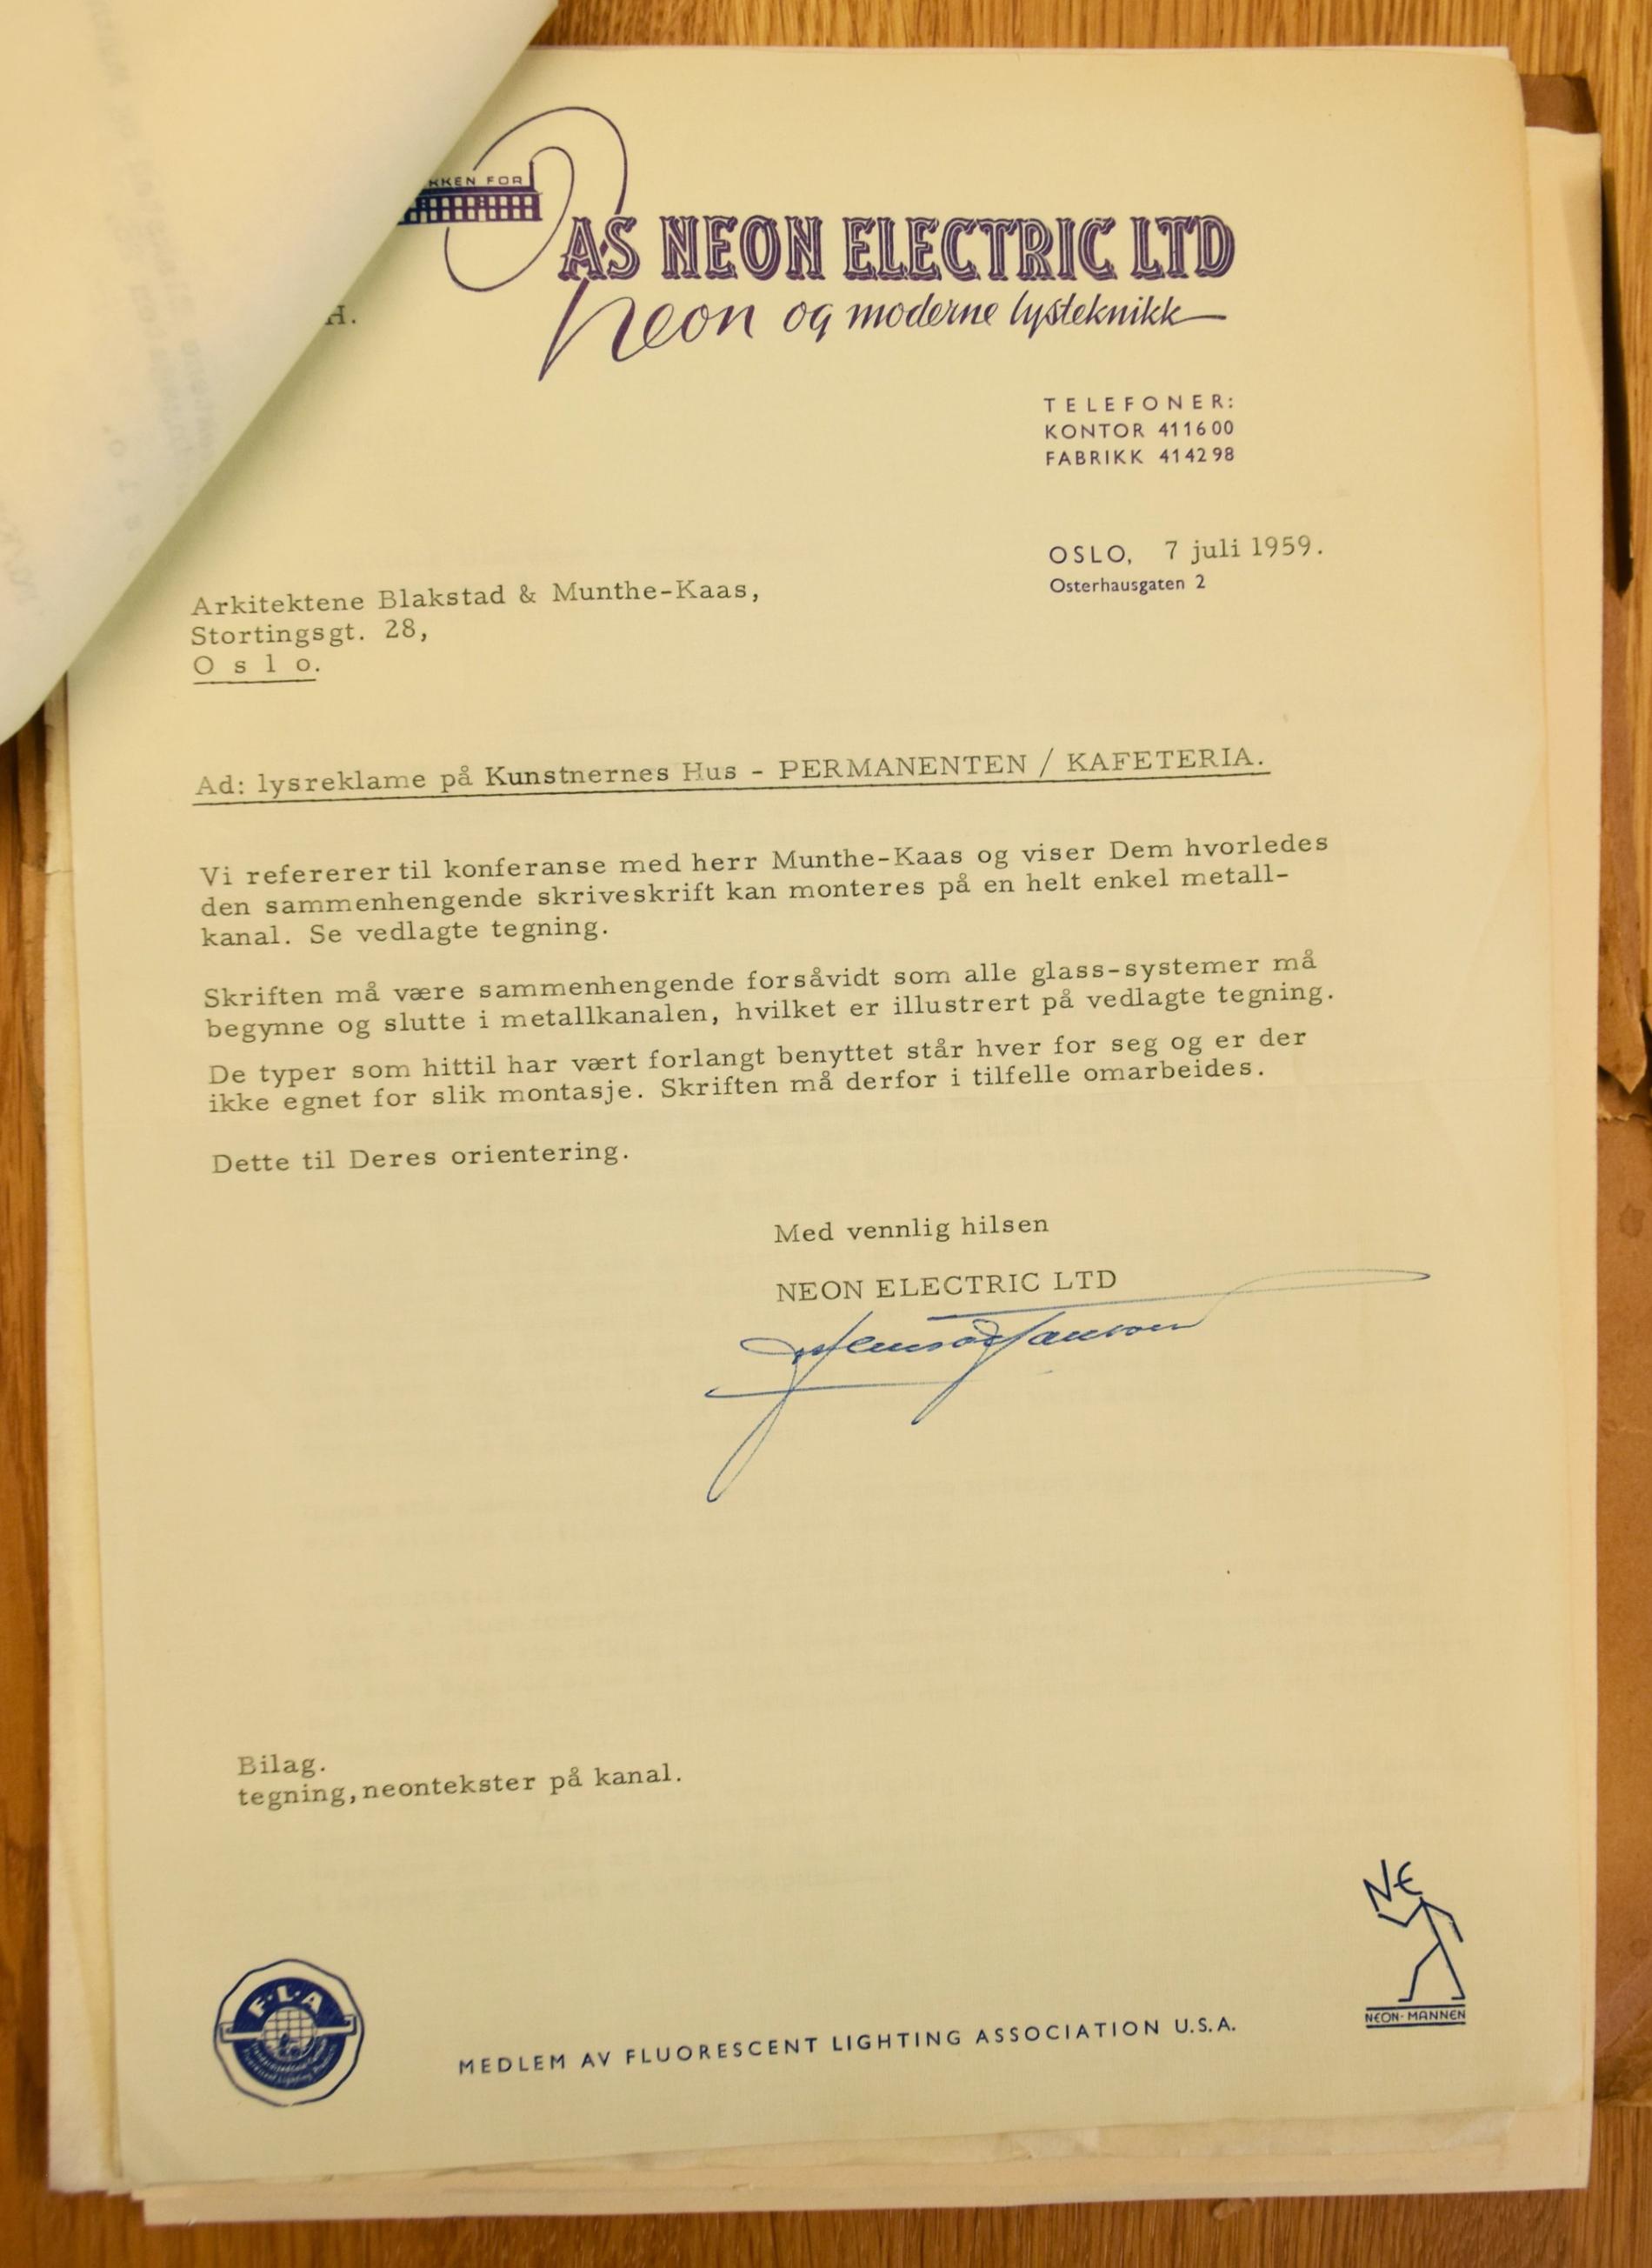 KKEN FOR
AS NEON ELECTRIC LTD
Neon og moderne lysteknikk
H.
TELEFONER:
KONTOR 411600
FABRIKK 414298
OSLO, 7 juli 1959.
Osterhausgaten 2
Arkitektene Blakstad & Munthe-Kaas,
Stortingsgt. 28,
O s l o.
Ad: lysreklame på Kunstnernes Hus - PERMANENTEN / KAFETERIA.
Vi refererer til konferanse med herr Munthe-Kaas og viser Dem hvorledes
den sammenhengende skriveskrift kan monteres på en helt enkel metall-
kanal. Se vedlagte tegning.
Skriften må være sammenhengende forsåvidt som alle glass-systemer må
begynne og slutte i metallkanalen, hvilket er illustrert på vedlagte tegning.
De typer som hittil har vært forlangt benyttet står hver for seg og er der
ikke egnet for slik montasje. Skriften må derfor i tilfelle omarbeides.
Dette til Deres orientering.
Med vennlig hilsen
NEON ELECTRIC LTD
Bilag.
tegning, neontekster på kanal.
NE
NEON-MANNEN
F.L.A
MEDLEM AV FLUORESCENT LIGHTING ASSOCIATION U.S.A.